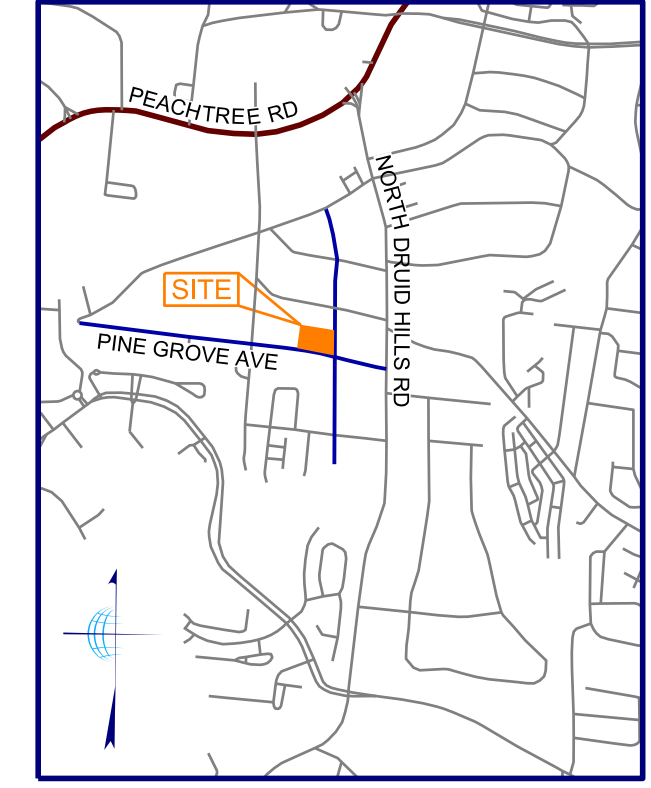 PEACHTREE RD
NORTH DRUID HILLS RD
SITE
PINE GROVE AVE